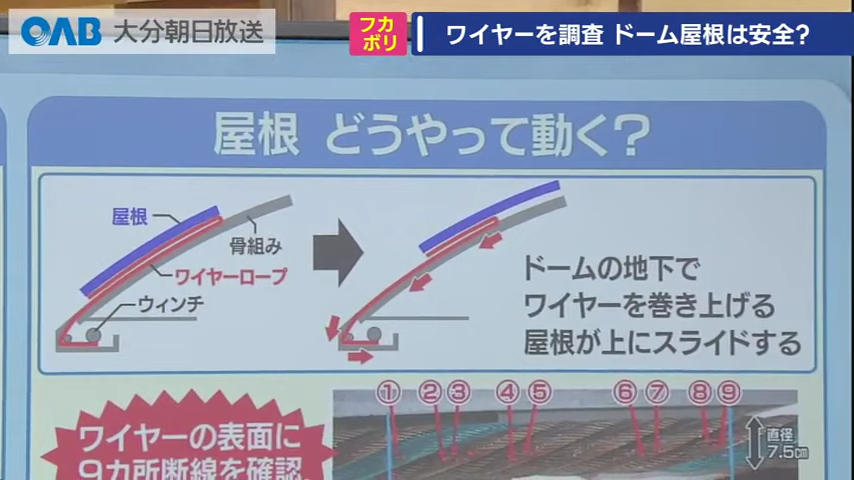 OAB 大分朝日放送
フカボリ
ワイヤーを調査 ドーム屋根は安全?
屋根 どうやって動く?
屋根
骨組み
ワイヤーロープ
ウィンチ
ドームの地下で
ワイヤーを巻き上げる
屋根が上にスライドする
① ② ③ ④ ⑤ ⑥ ⑦ ⑧ ⑨
ワイヤーの表面に
9カ所断線を確認
直径
7.5㎝